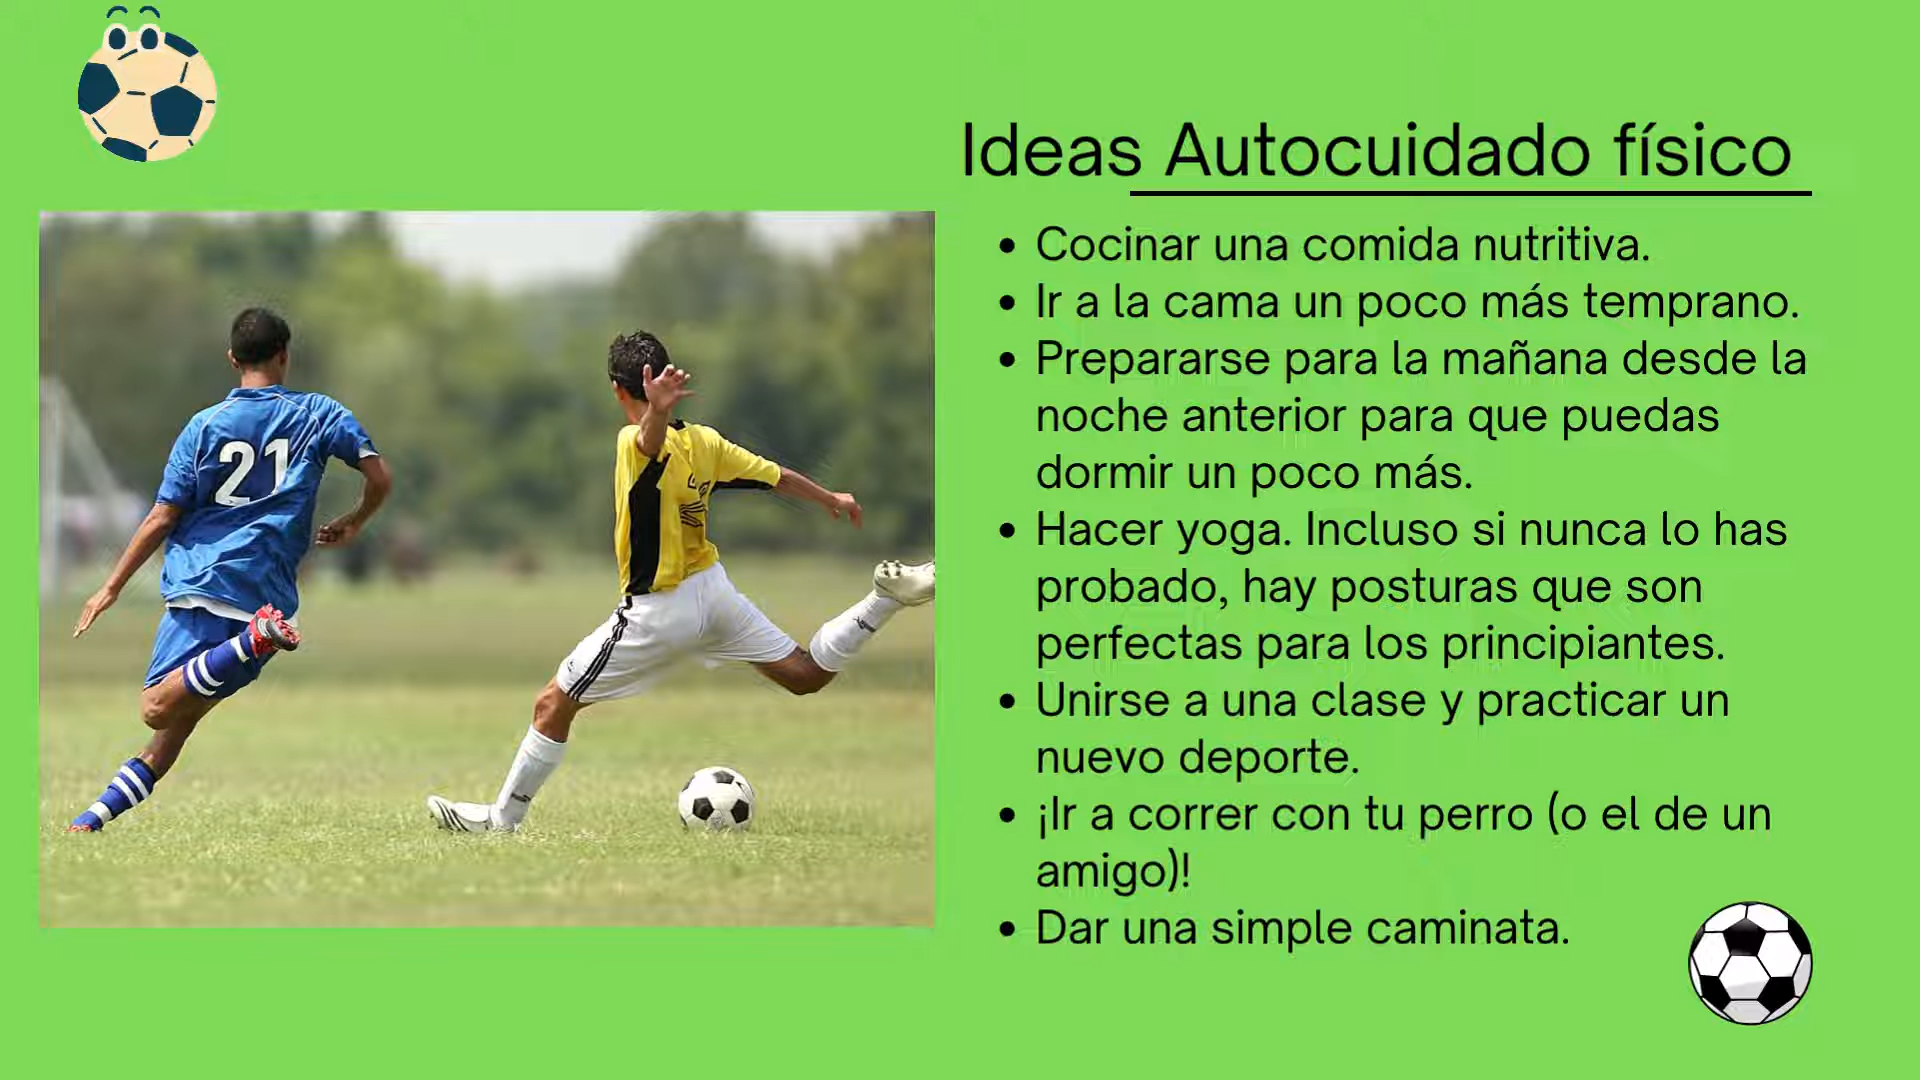 Ideas Autocuidado físico
• Cocinar una comida nutritiva.
• Ir a la cama un poco más temprano.
• Prepararse para la mañana desde la
noche anterior para que puedas
dormir un poco más.
• Hacer yoga. Incluso si nunca lo has
probado, hay posturas que son
perfectas para los principiantes.
• Unirse a una clase y practicar un
nuevo deporte.
• ¡Ir a correr con tu perro (o el de un
amigo)!
• Dar una simple caminata.
21